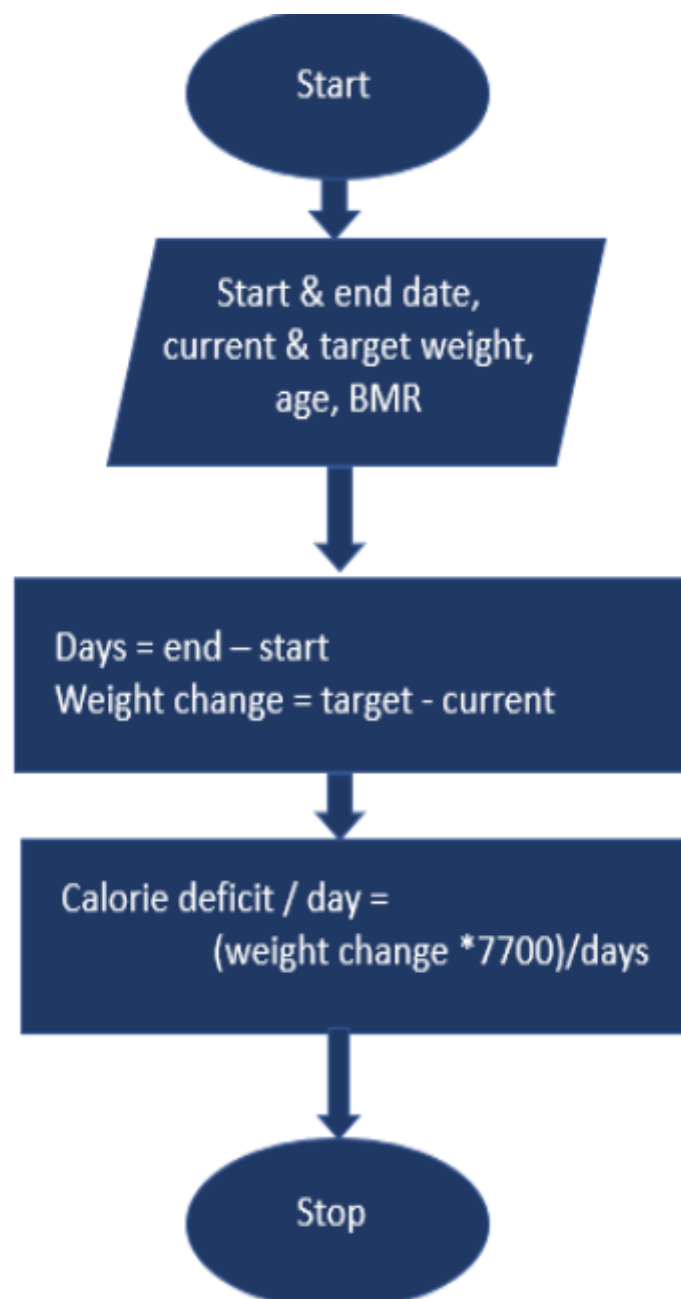 Start
Start & end date,
current & target weight,
age, BMR
Days = end – start
Weight change = target - current
Calorie deficit / day =
(weight change *7700)/days
Stop